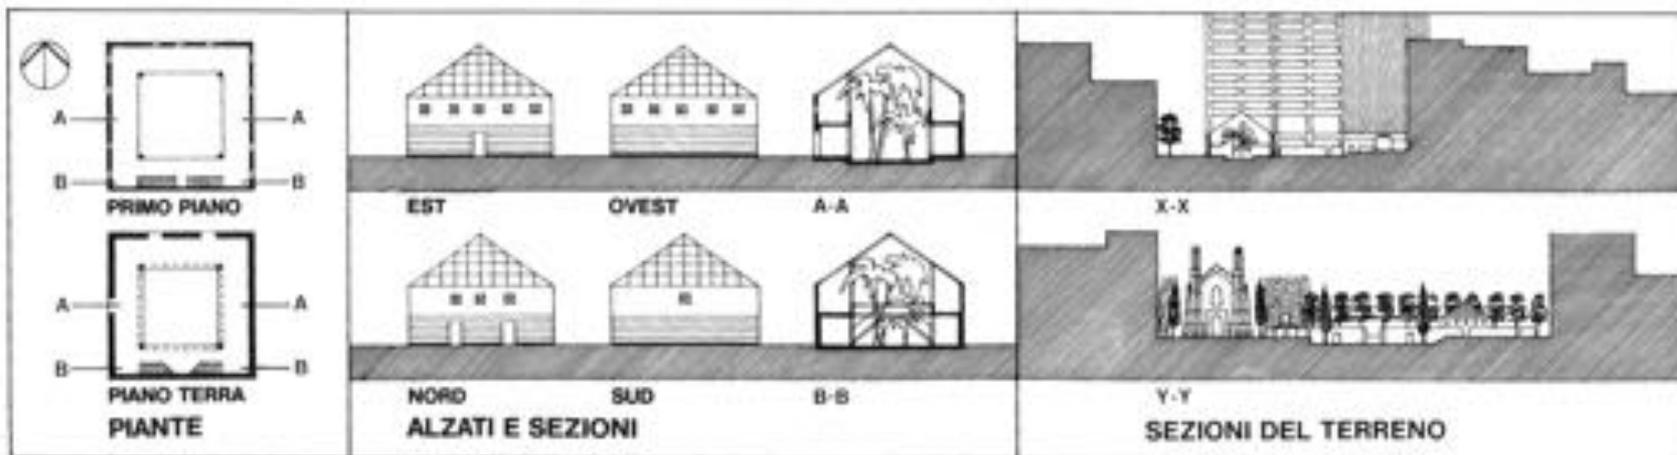 A A
B B
PRIMO PIANO
A A
B B
PIANO TERRA
PIANTE
EST OVEST A-A
NORD SUD B-B
ALZATI E SEZIONI
X-X
Y-Y
SEZIONI DEL TERRENO